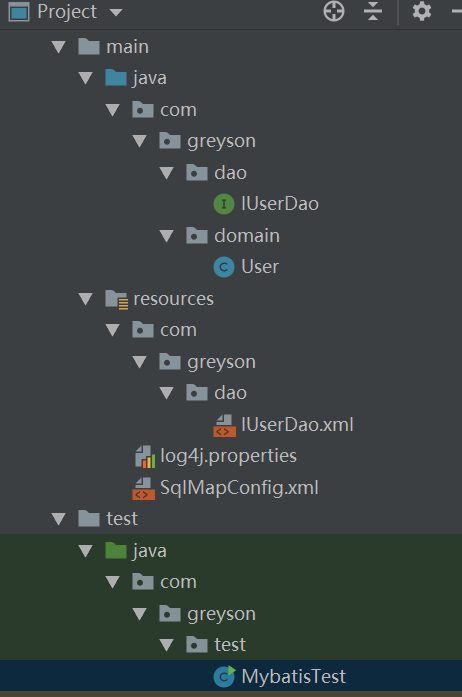 Project
main
java
com
greyson
dao
I IUserDao
domain
C User
resources
com
greyson
dao
IUserDao.xml
log4j.properties
SqlMapConfig.xml
test
java
com
greyson
test
C MybatisTest